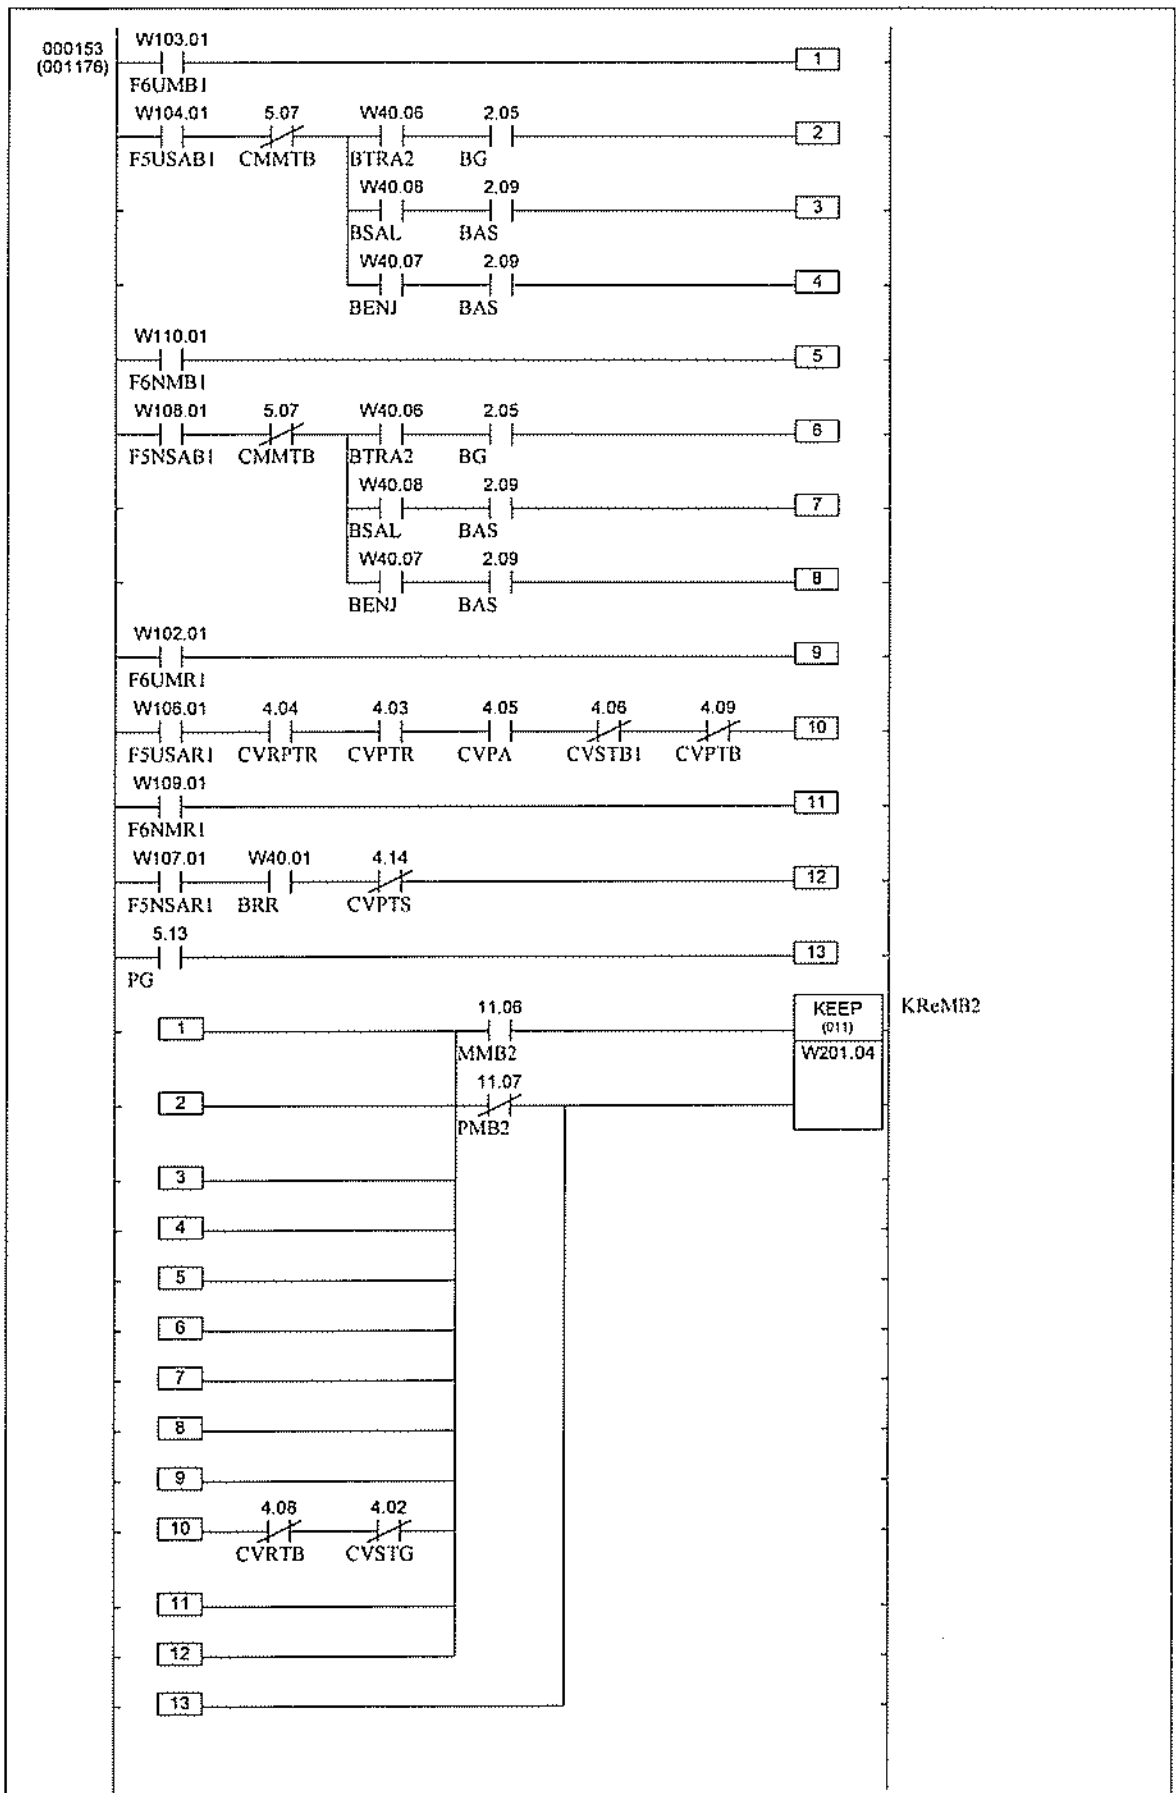 000153
(001176)
W103.01
F6UMB1
1
W104.01 5.07 W40.06 2.05
F5USAB1 CMMTB BTRA2 BG
2
W40.08 2.09
BSAL BAS
3
W40.07 2.09
BENJ BAS
4
W110.01
F6NMB1
5
W108.01 5.07 W40.06 2.05
F5NSAB1 CMMTB BTRA2 BG
6
W40.08 2.09
BSAL BAS
7
W40.07 2.09
BENJ BAS
8
W102.01
F6UMR1
9
W106.01 4.04 4.03 4.05 4.06 4.09
F5USAR1 CVRPTR CVPTR CVPA CVSTB1 CVPTB
10
W109.01
F6NMR1
11
W107.01 W40.01 4.14
F5NSAR1 BRR CVPTS
12
5.13
PG
13
1
11.06
MMB2
KEEP
(011)
W201.04
KReMB2
2
11.07
PMB2
3
4
5
6
7
8
9
10
4.08 4.02
CVRTB CVSTG
11
12
13